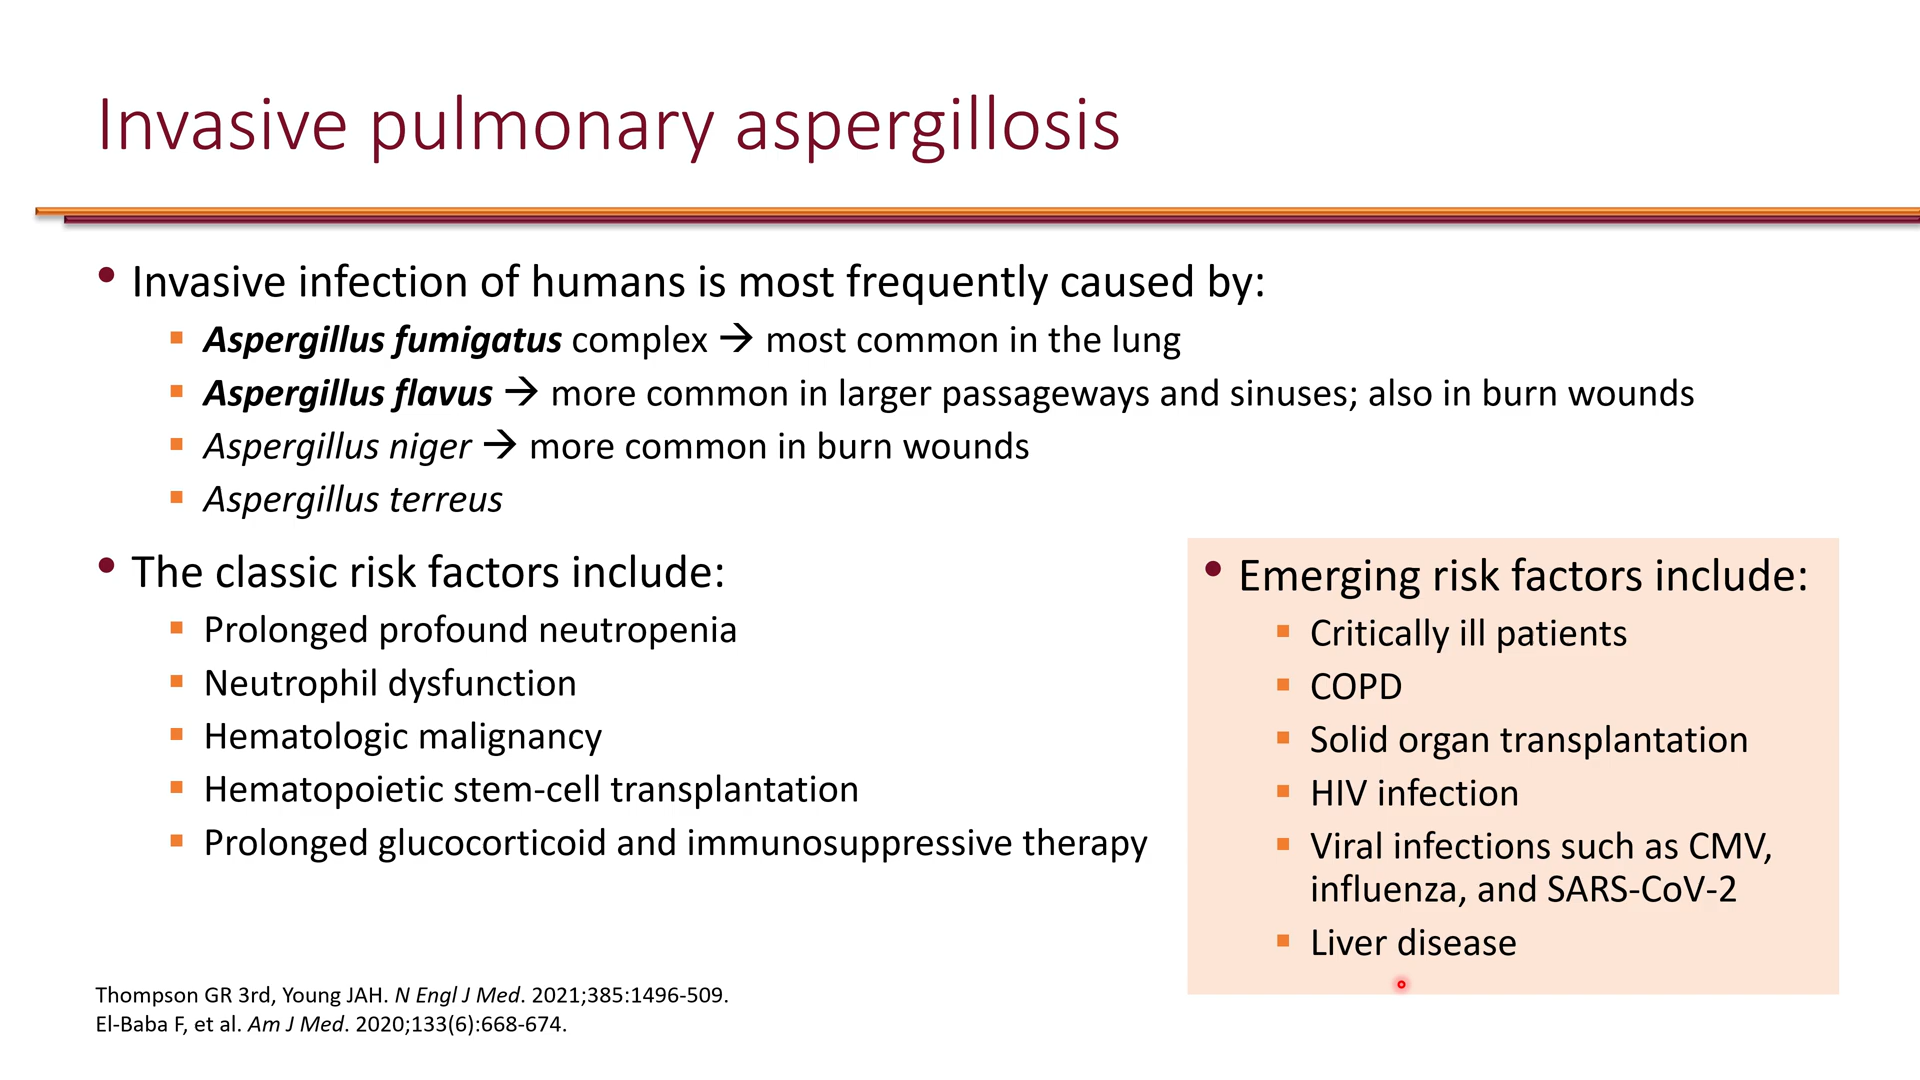 Invasive pulmonary aspergillosis
• Invasive infection of humans is most frequently caused by:
▪ Aspergillus fumigatus complex → most common in the lung
▪ Aspergillus flavus → more common in larger passageways and sinuses; also in burn wounds
▪ Aspergillus niger → more common in burn wounds
▪ Aspergillus terreus
• The classic risk factors include:
▪ Prolonged profound neutropenia
▪ Neutrophil dysfunction
▪ Hematologic malignancy
▪ Hematopoietic stem-cell transplantation
▪ Prolonged glucocorticoid and immunosuppressive therapy
• Emerging risk factors include:
▪ Critically ill patients
▪ COPD
▪ Solid organ transplantation
▪ HIV infection
▪ Viral infections such as CMV,
influenza, and SARS-CoV-2
▪ Liver disease
Thompson GR 3rd, Young JAH. N Engl J Med. 2021;385:1496-509.
El-Baba F, et al. Am J Med. 2020;133(6):668-674.